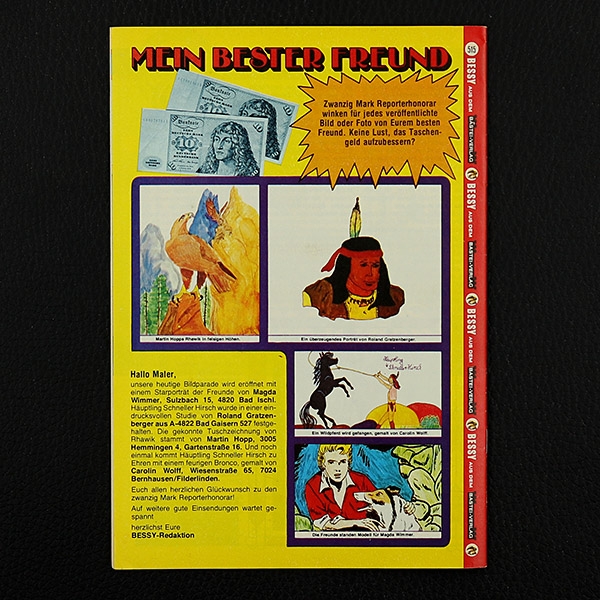 MEIN BESTER FREUND
Zwanzig Mark Reporterhonorar
winken für jedes veröffentlichte
Bild oder Foto von Eurem besten
Freund. Keine Lust, das Taschen-
geld aufzubessern?
Martin Hopps Rhawik in felsigen Höhen.
Ein überzeugendes Porträt von Roland Gratzenberger.
Hallo Maler,
unsere heutige Bildparade wird eröffnet mit
einem Starporträt der Freunde von Magda
Wimmer, Sulzbach 15, 4820 Bad Ischl.
Häuptling Schneller Hirsch wurde in einer ein-
drucksvollen Studie von Roland Gratzen-
berger aus A-4822 Bad Gaisern 527 festge-
halten. Die gekonnte Tuschzeichnung von
Rhawik stammt von Martin Hopp, 3005
Hemmingen 4, Gartenstraße 16. Und noch
einmal kommt Häuptling Schneller Hirsch zu
Ehren mit einem feurigen Bronco, gemalt von
Carolin Wolff, Wiesenstraße 65, 7024
Bernhausen/Filderlinden.
Euch allen herzlichen Glückwunsch zu den
zwanzig Mark Reporterhonorar!
Auf weitere gute Einsendungen wartet ge-
spannt
herzlichst Eure
BESSY-Redaktion
Häuptling
Schneller Hirsch
Ein Wildpferd wird gefangen, gemalt von Carolin Wolff.
Die Freunde standen Modell für Magda Wimmer.
515
BESSY AUS DEM BASTEI-VERLAG
BESSY AUS DEM BASTEI-VERLAG
BESSY AUS DEM BASTEI-VERLAG
BESSY AUS DEM BASTEI-VERLAG